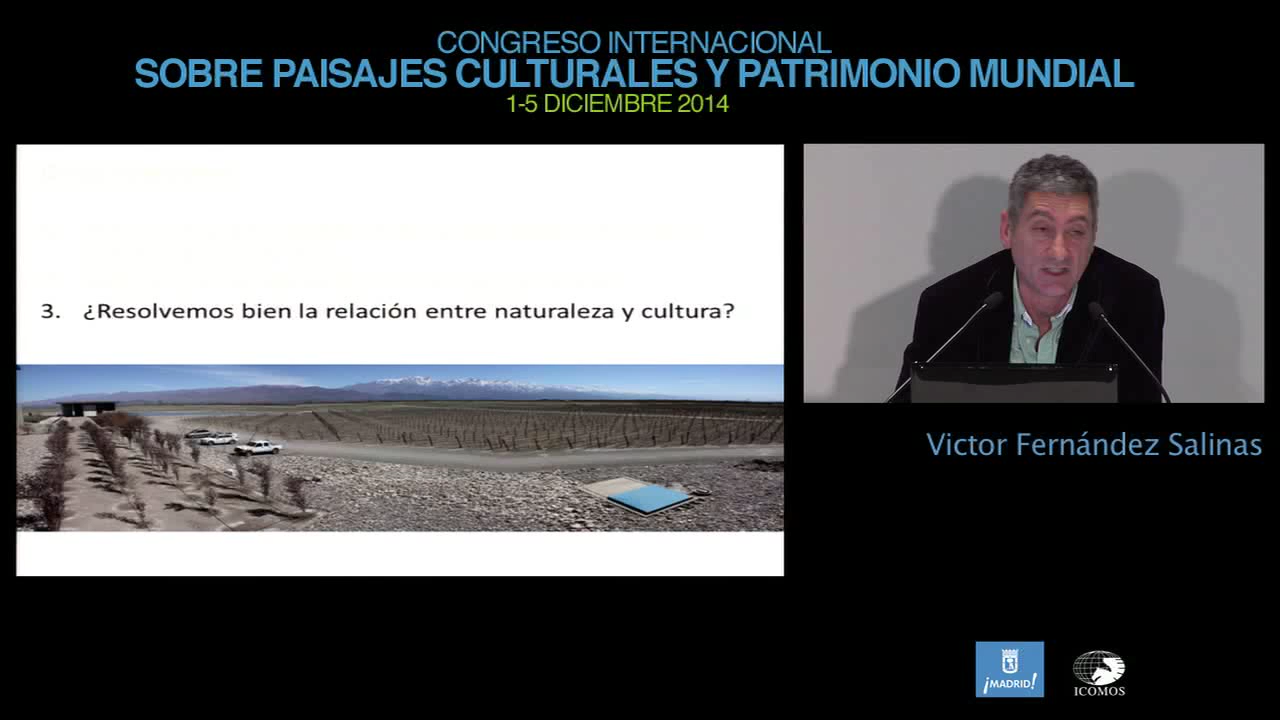 CONGRESO INTERNACIONAL
SOBRE PAISAJES CULTURALES Y PATRIMONIO MUNDIAL
1-5 DICIEMBRE 2014
3. ¿Resolvemos bien la relación entre naturaleza y cultura?
Victor Fernández Salinas
¡MADRID!
ICOMOS